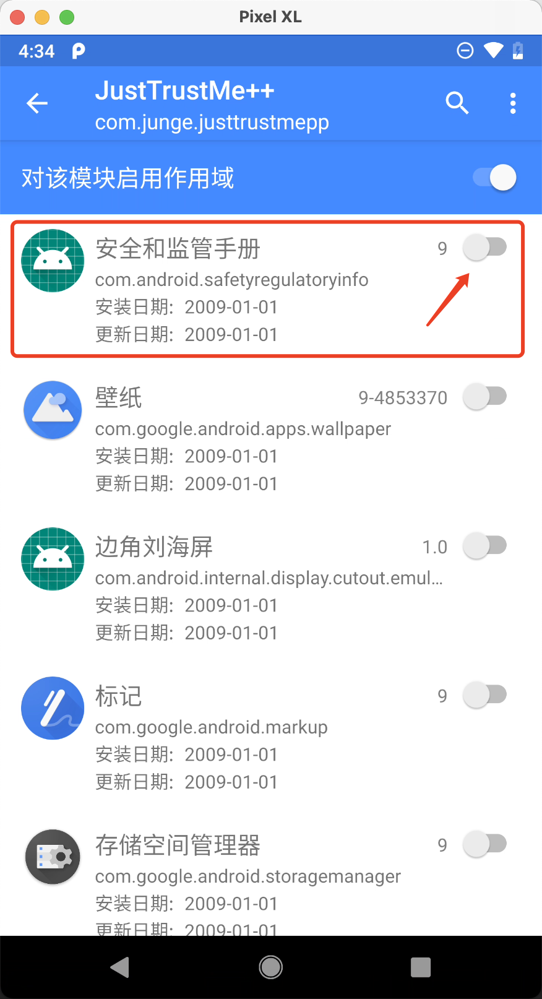 Pixel XL
4:34
JustTrustMe++
com.junge.justtrustmepp
对该模块启用作用域
安全和监管手册 9
com.android.safetyregulatoryinfo
安装日期: 2009-01-01
更新日期: 2009-01-01
壁纸 9-4853370
com.google.android.apps.wallpaper
安装日期: 2009-01-01
更新日期: 2009-01-01
边角刘海屏 1.0
com.android.internal.display.cutout.emul...
安装日期: 2009-01-01
更新日期: 2009-01-01
标记 9
com.google.android.markup
安装日期: 2009-01-01
更新日期: 2009-01-01
存储空间管理器 9
com.google.android.storagemanager
安装日期: 2009-01-01
更新日期: 2009-01-01